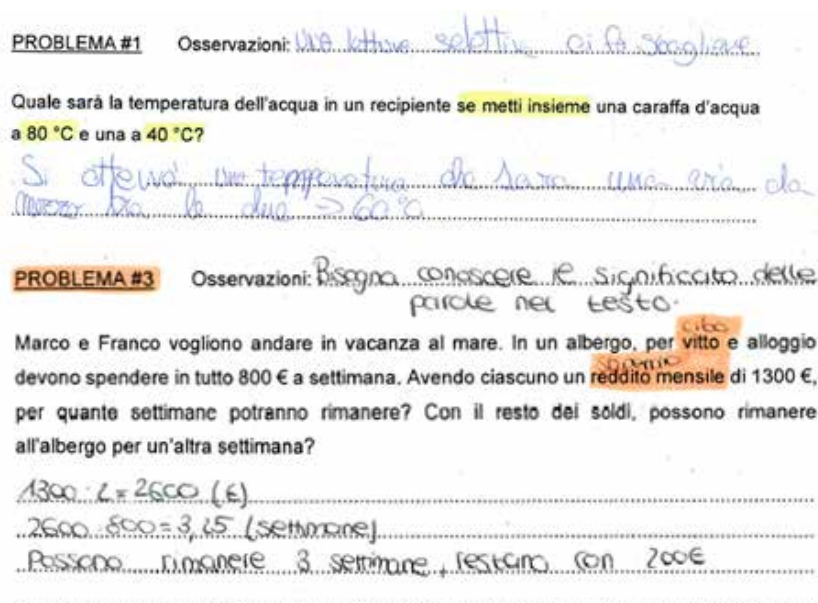 PROBLEMA #1 Osservazioni: Una lettura selettiva ci fa sbagliare
Quale sarà la temperatura dell'acqua in un recipiente se metti insieme una caraffa d'acqua
a 80 °C e una a 40 °C?
Si otterrà una temperatura che sarà una via da
mezzo tra le due → 60°C
PROBLEMA #3 Osservazioni: Bisogna conoscere il significato delle
parole nel testo.
cibo
Marco e Franco vogliono andare in vacanza al mare. In un albergo, per vitto e alloggio
devono spendere in tutto 800 € a settimana. Avendo ciascuno un reddito mensile di 1300 €,
per quante settimane potranno rimanere? Con il resto dei soldi, possono rimanere
all'albergo per un'altra settimana?
1300 · 2 = 2600 (€)
2600 : 800 = 3,25 (settimane)
Possono rimanere 3 settimane, restano con 200€